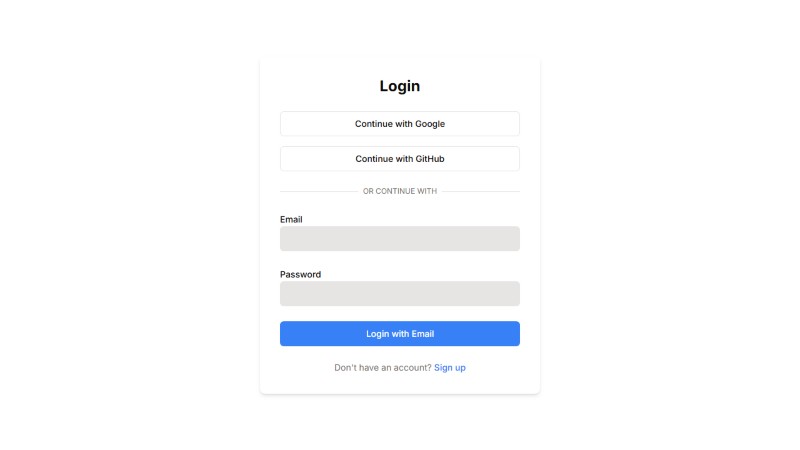 Login
Continue with Google
Continue with GitHub
OR CONTINUE WITH
Email
Password
Login with Email
Don't have an account? Sign up